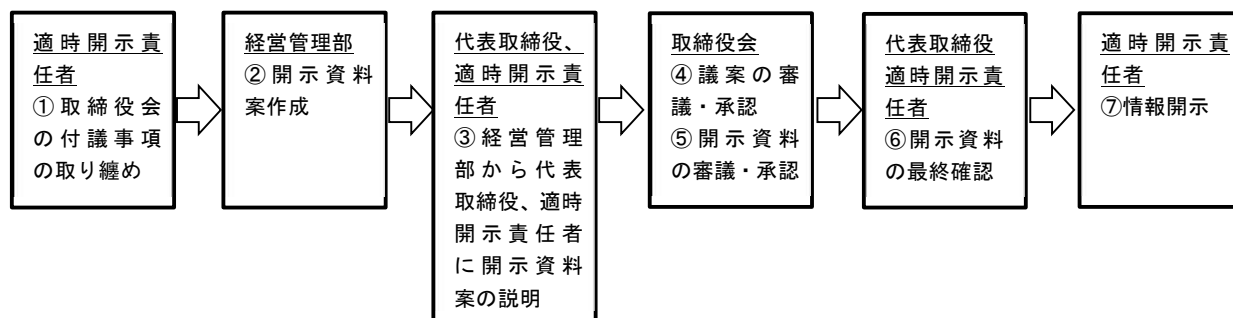 適時開示責
任者
①取締役会
の付議事項
の取り纏め
経営管理部
②開示資料
案作成
代表取締役、
適時開示責
任者
③経営管理
部から代表
取締役、適時
開示責任者
に開示資料
案の説明
取締役会
④議案の審
議・承認
⑤開示資料
の審議・承認
代表取締役
適時開示責
任者
⑥開示資料
の最終確認
適時開示責
任者
⑦情報開示